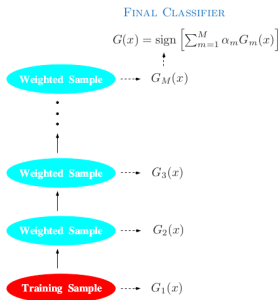 FINAL CLASSIFIER
G(x) = sign [∑_{m=1}^{M} α_m G_m(x)]
Weighted Sample G_M(x)
Weighted Sample G_3(x)
Weighted Sample G_2(x)
Training Sample G_1(x)